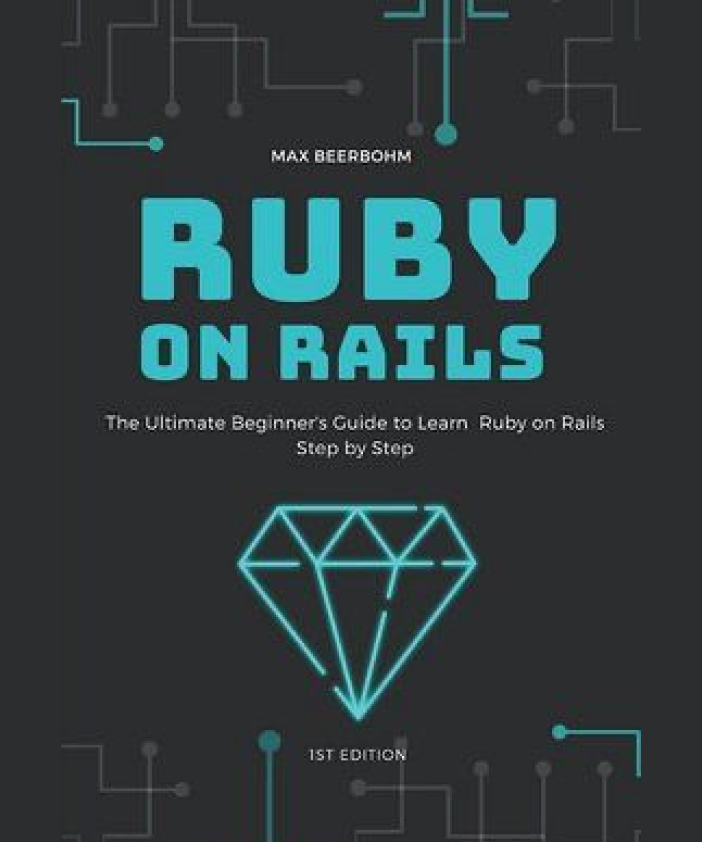 MAX BEERBOHM
RUBY
ON RAILS
The Ultimate Beginner's Guide to Learn Ruby on Rails
Step by Step
1ST EDITION